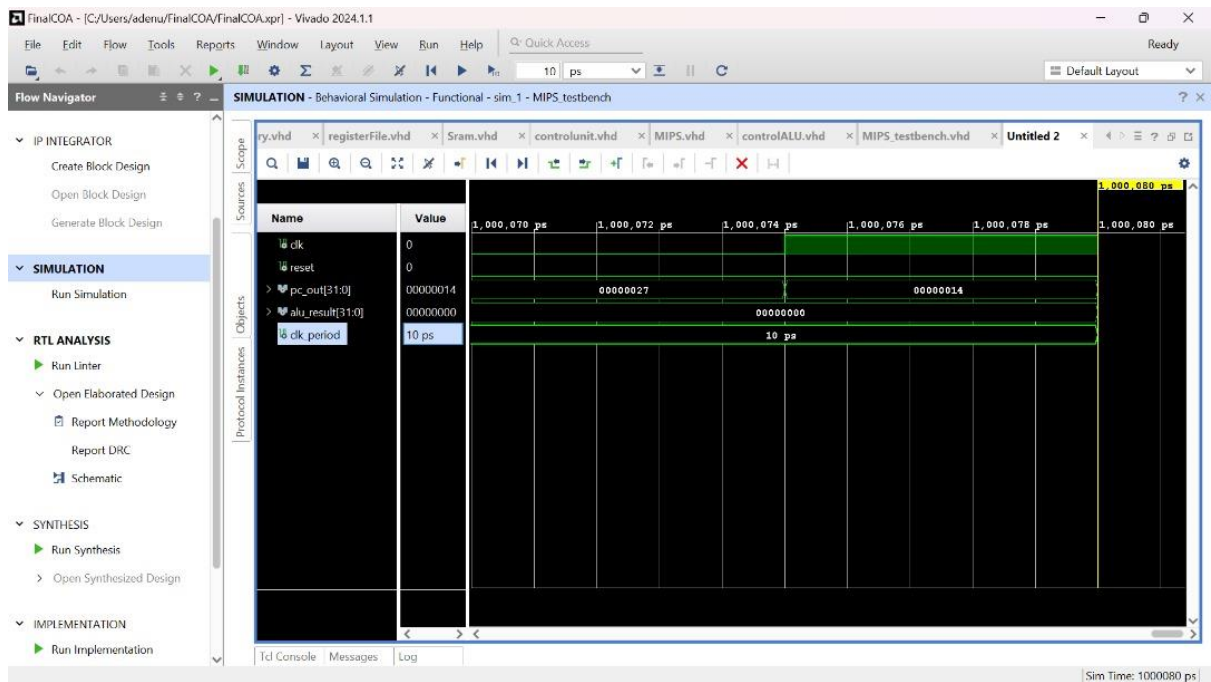 FinalCOA - [C:/Users/adenu/FinalCOA/FinalCOA.xpr] - Vivado 2024.1.1
File Edit Flow Tools Reports Window Layout View Run Help Quick Access Ready
10 ps Default Layout
Flow Navigator ? SIMULATION - Behavioral Simulation - Functional - sim_1 - MIPS_testbench ?
IP INTEGRATOR
Create Block Design
Open Block Design
Generate Block Design
SIMULATION
Run Simulation
RTL ANALYSIS
Run Linter
Open Elaborated Design
Report Methodology
Report DRC
Schematic
SYNTHESIS
Run Synthesis
Open Synthesized Design
IMPLEMENTATION
Run Implementation
Scope
Sources
Objects
Protocol Instances
ry.vhd registerFile.vhd Sram.vhd controlunit.vhd MIPS.vhd controlALU.vhd MIPS_testbench.vhd Untitled 2 ?
1,000,080 ps
Name Value 1,000,070 ps 1,000,072 ps 1,000,074 ps 1,000,076 ps 1,000,078 ps 1,000,080 ps
clk 0
reset 0
pc_out[31:0] 00000014 00000027 00000014
alu_result[31:0] 00000000 00000000
clk_period 10 ps 10 ps
Tcl Console Messages Log
Sim Time: 1000080 ps